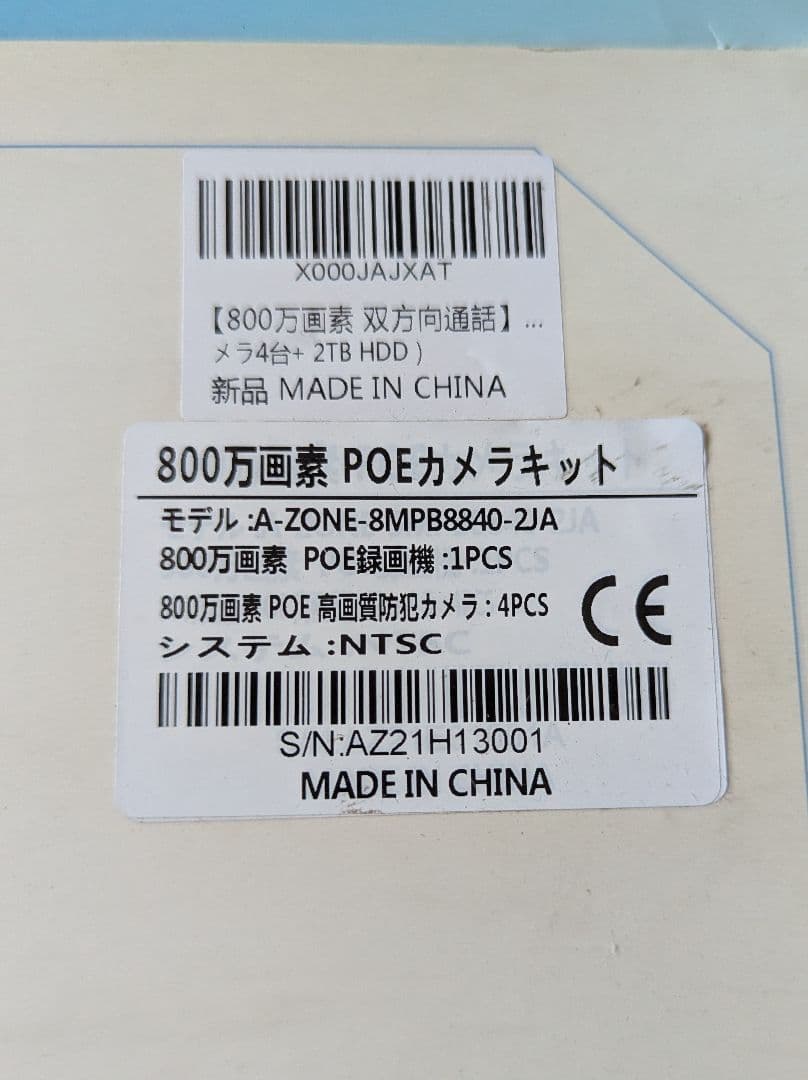 X000JAJXAT
【800万画素 双方向通話】...
メラ4台+ 2TB HDD）
新品 MADE IN CHINA
800万画素 POEカメラキット
モデル :A-ZONE-8MPB8840-2JA
800万画素 POE録画機 :1PCS
800万画素 POE 高画質防犯カメラ : 4PCS
システム :NTSC
CE
S/N:AZ21H13001
MADE IN CHINA